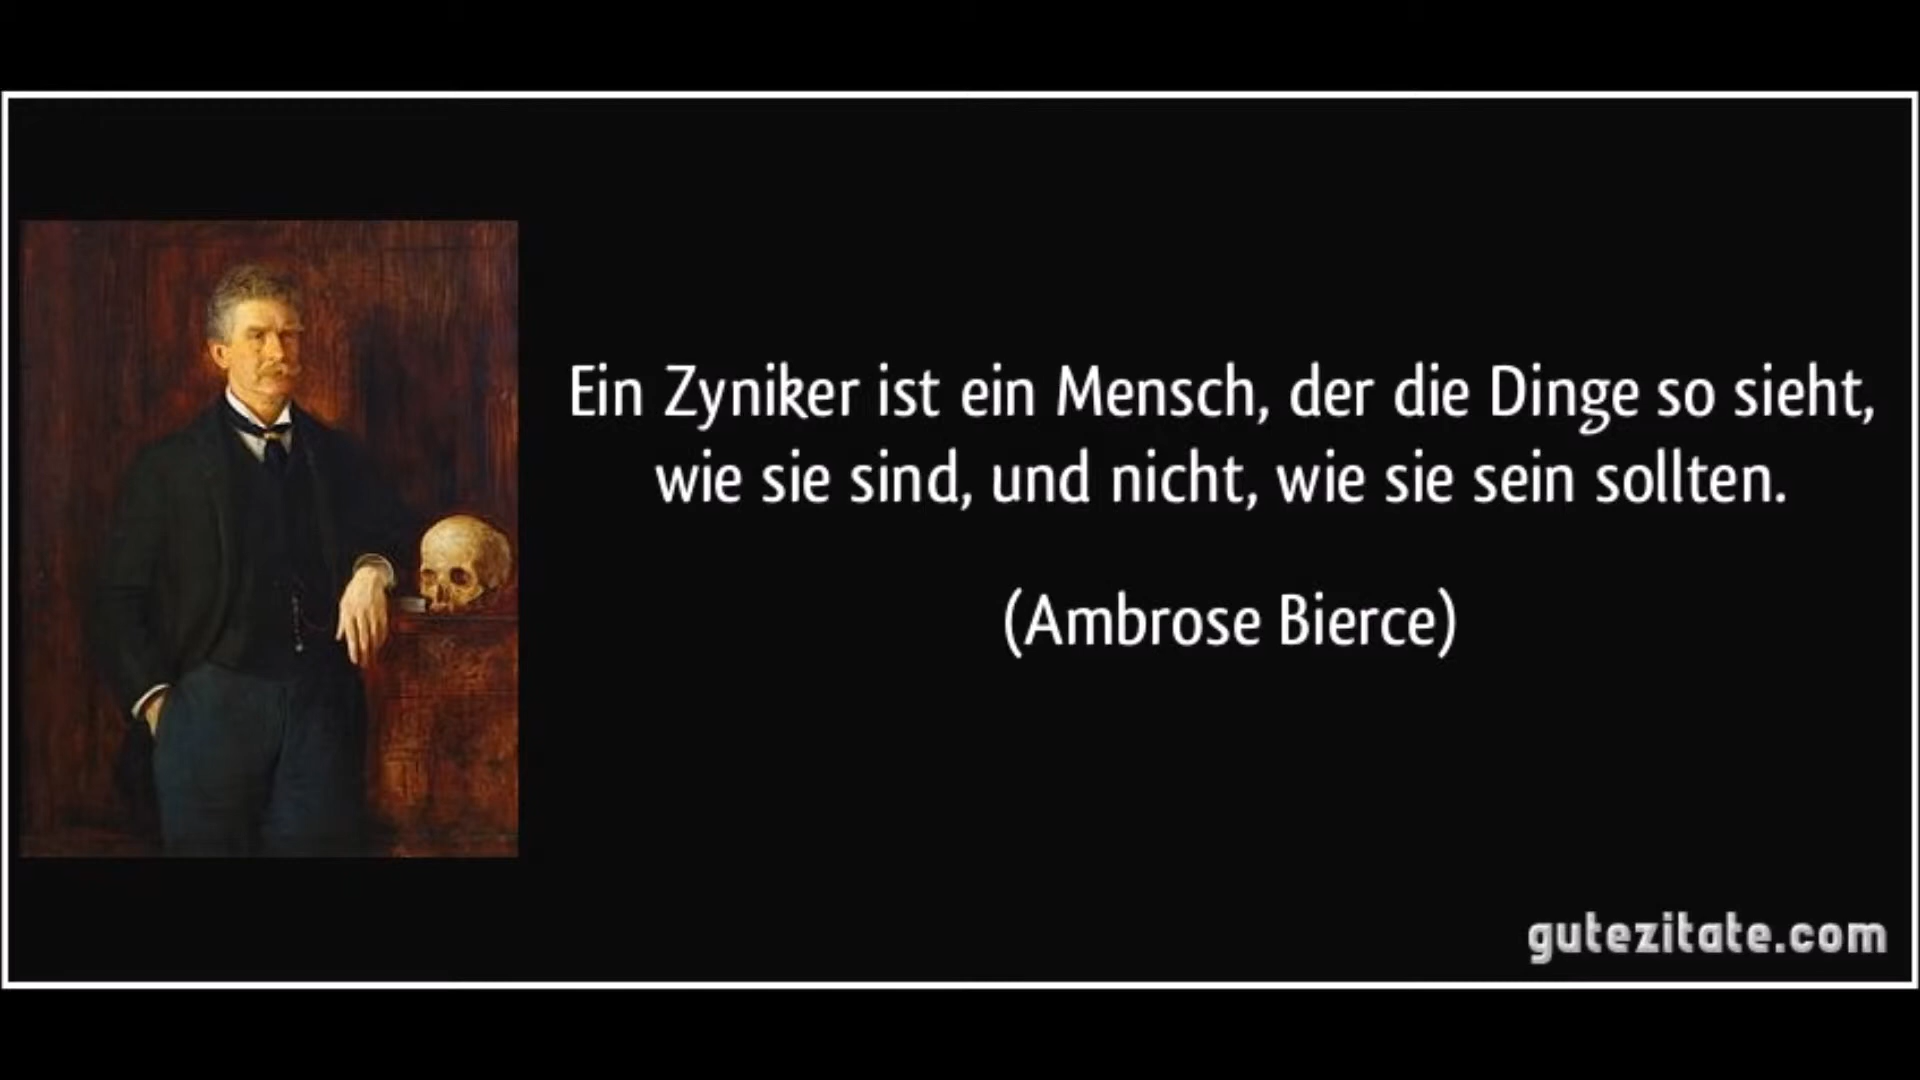 Ein Zyniker ist ein Mensch, der die Dinge so sieht,
wie sie sind, und nicht, wie sie sein sollten.
(Ambrose Bierce)
gutezitate.com